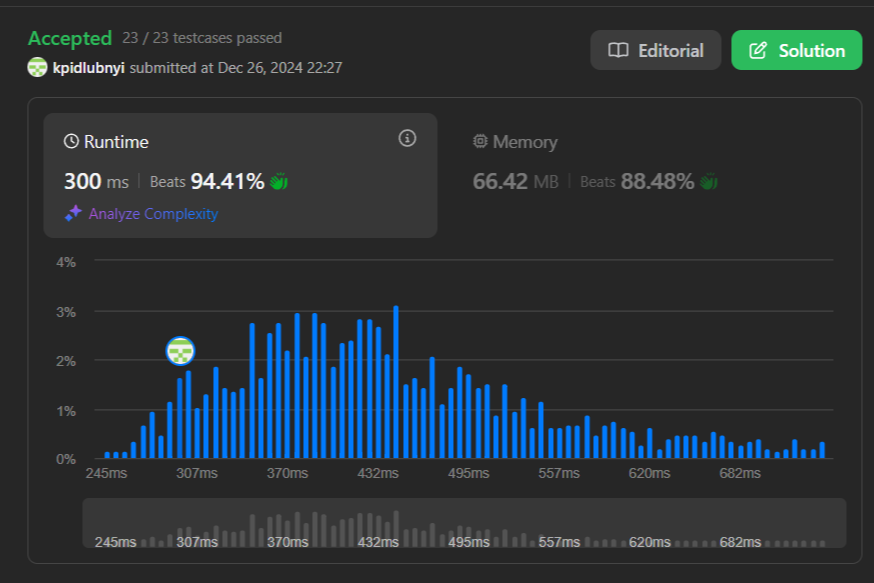 Accepted 23 / 23 testcases passed
kpidlubnyi submitted at Dec 26, 2024 22:27
Editorial
Solution
Runtime
300 ms | Beats 94.41%
Analyze Complexity
Memory
66.42 MB | Beats 88.48%
4%
3%
2%
1%
0%
245ms 307ms 370ms 432ms 495ms 557ms 620ms 682ms
245ms 307ms 370ms 432ms 495ms 557ms 620ms 682ms